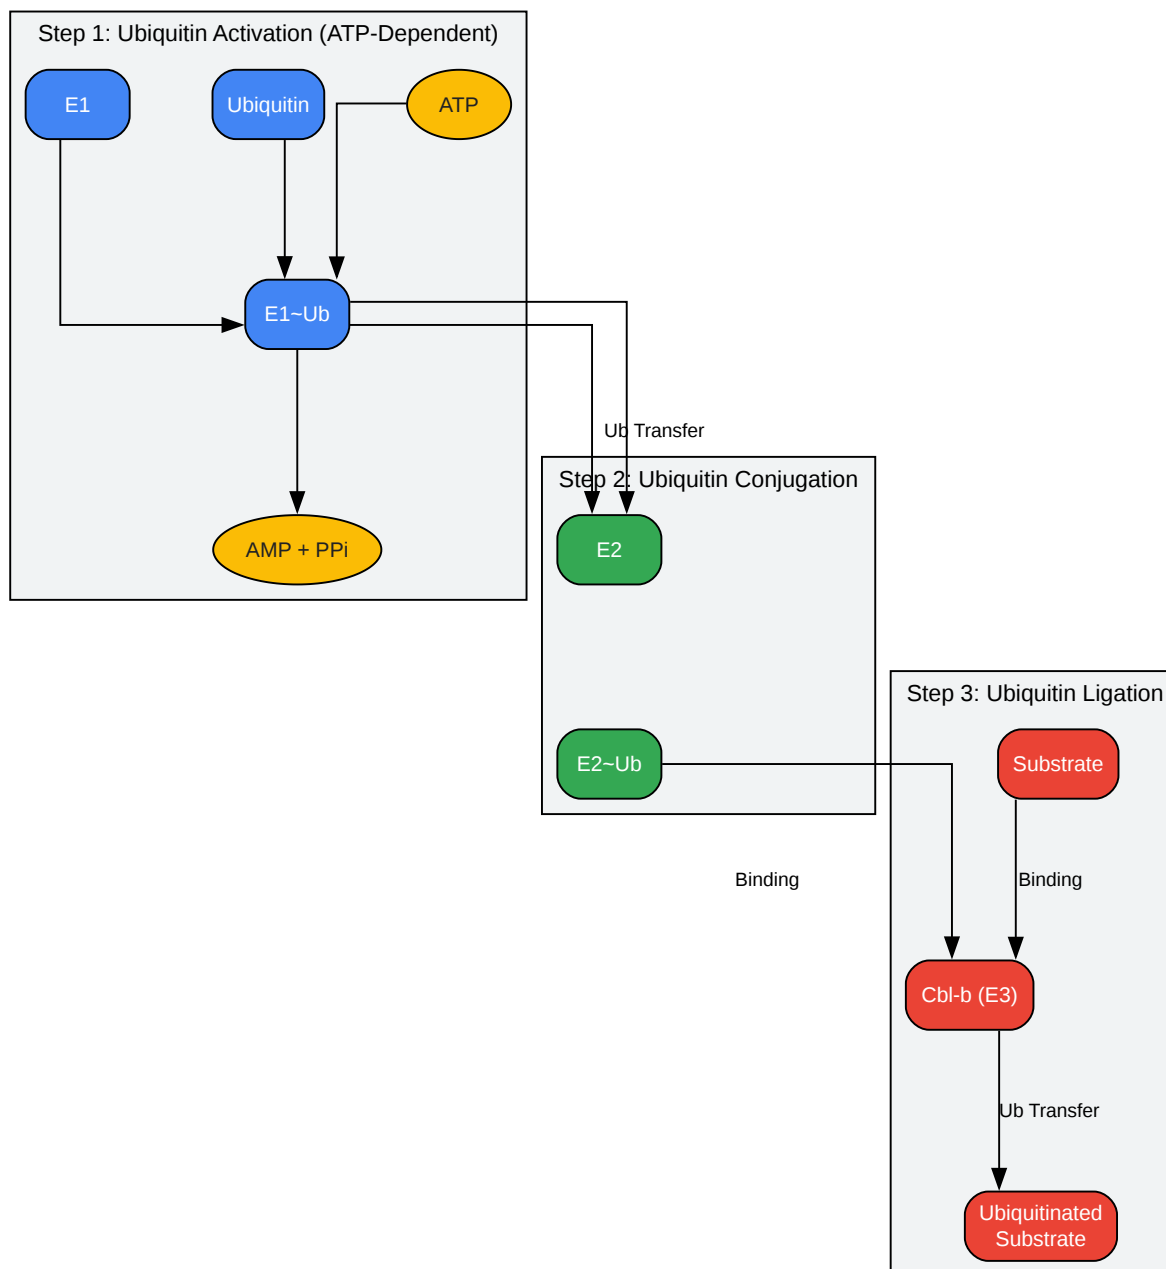 Step 1: Ubiquitin Activation (ATP-Dependent)
E1
Ubiquitin
ATP
E1~Ub
AMP + PPi
Ub Transfer
Step 2: Ubiquitin Conjugation
E2
E2~Ub
Binding
Step 3: Ubiquitin Ligation
Substrate
Binding
Cbl-b (E3)
Ub Transfer
Ubiquitinated
Substrate